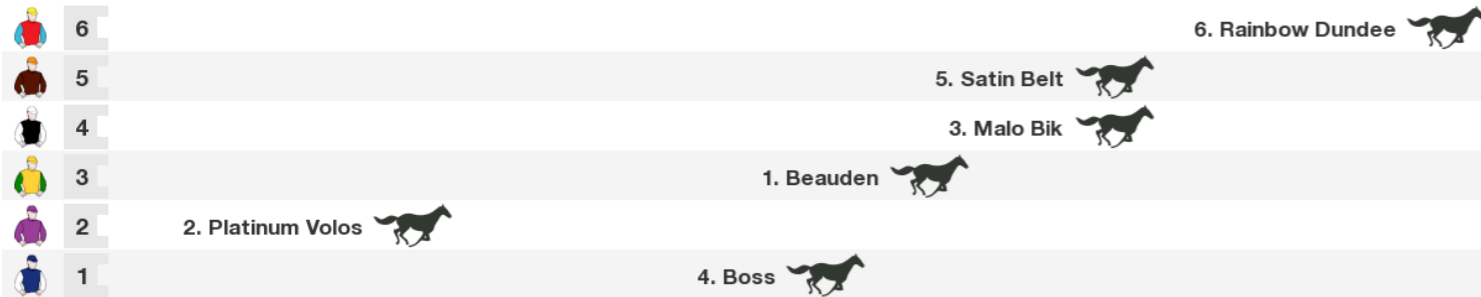 6 6. Rainbow Dundee
5 5. Satin Belt
4 3. Malo Bik
3 1. Beauden
2 2. Platinum Volos
1 4. Boss